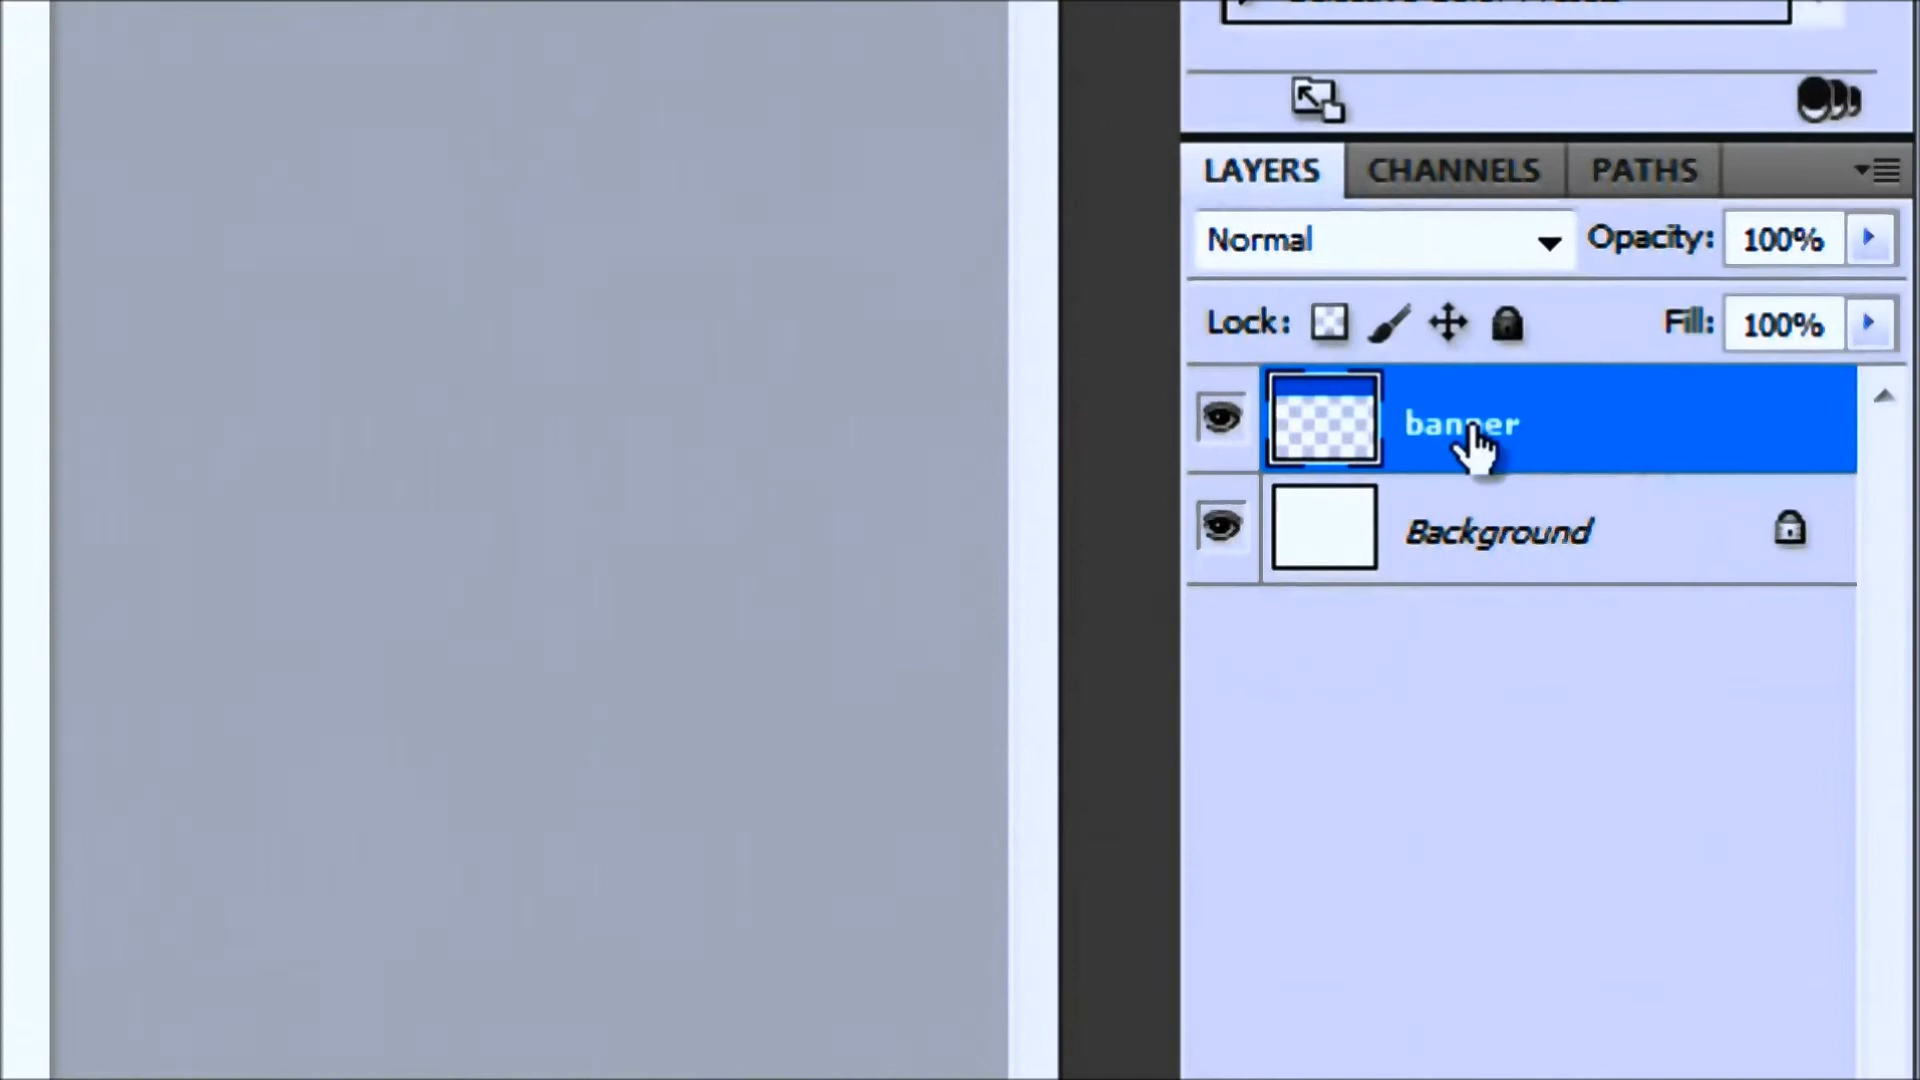 LAYERS CHANNELS PATHS
Normal Opacity: 100%
Lock: Fill: 100%
banner
Background